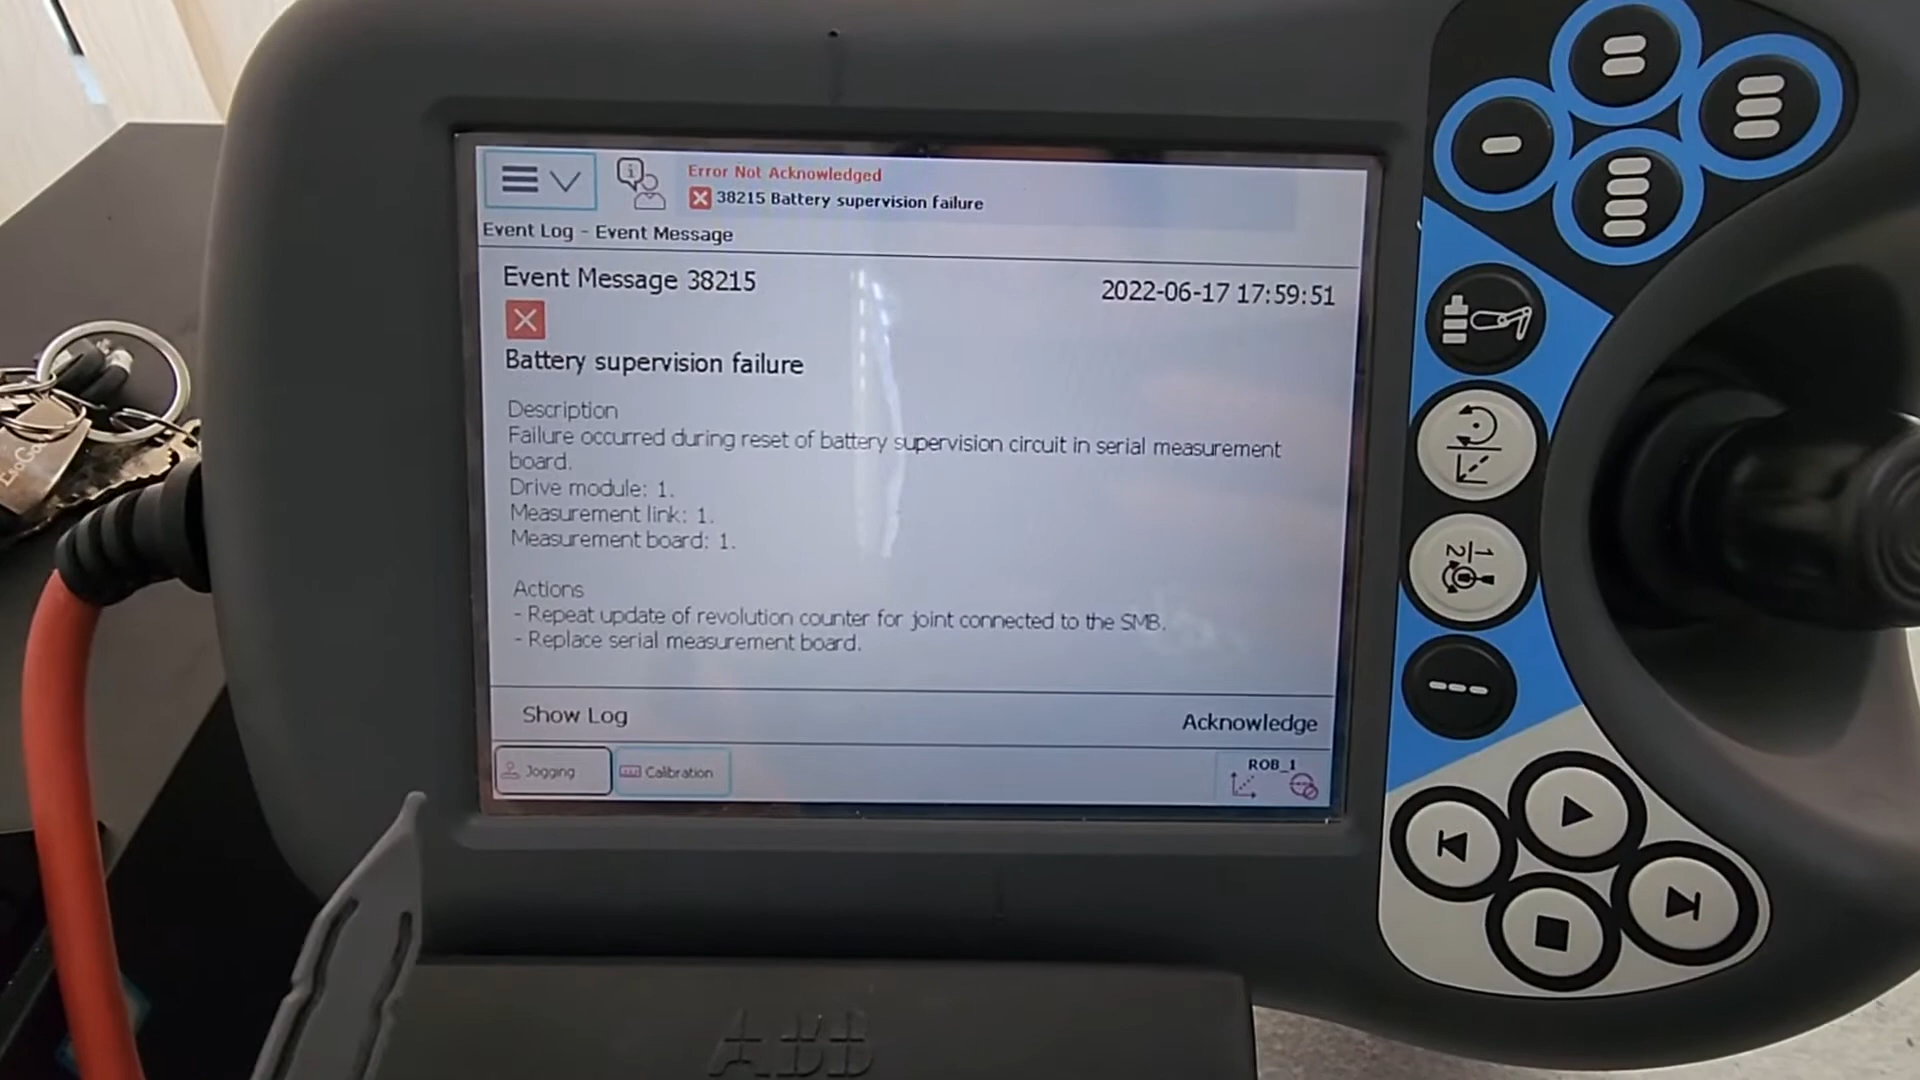 Error Not Acknowledged
38215 Battery supervision failure
Event Log - Event Message
Event Message 38215
2022-06-17 17:59:51
Battery supervision failure
Description
Failure occurred during reset of battery supervision circuit in serial measurement
board.
Drive module: 1.
Measurement link: 1.
Measurement board: 1.
Actions
- Repeat update of revolution counter for joint connected to the SMB.
- Replace serial measurement board.
Show Log
Acknowledge
Jogging
Calibration
ROB_1
1
2
ABB